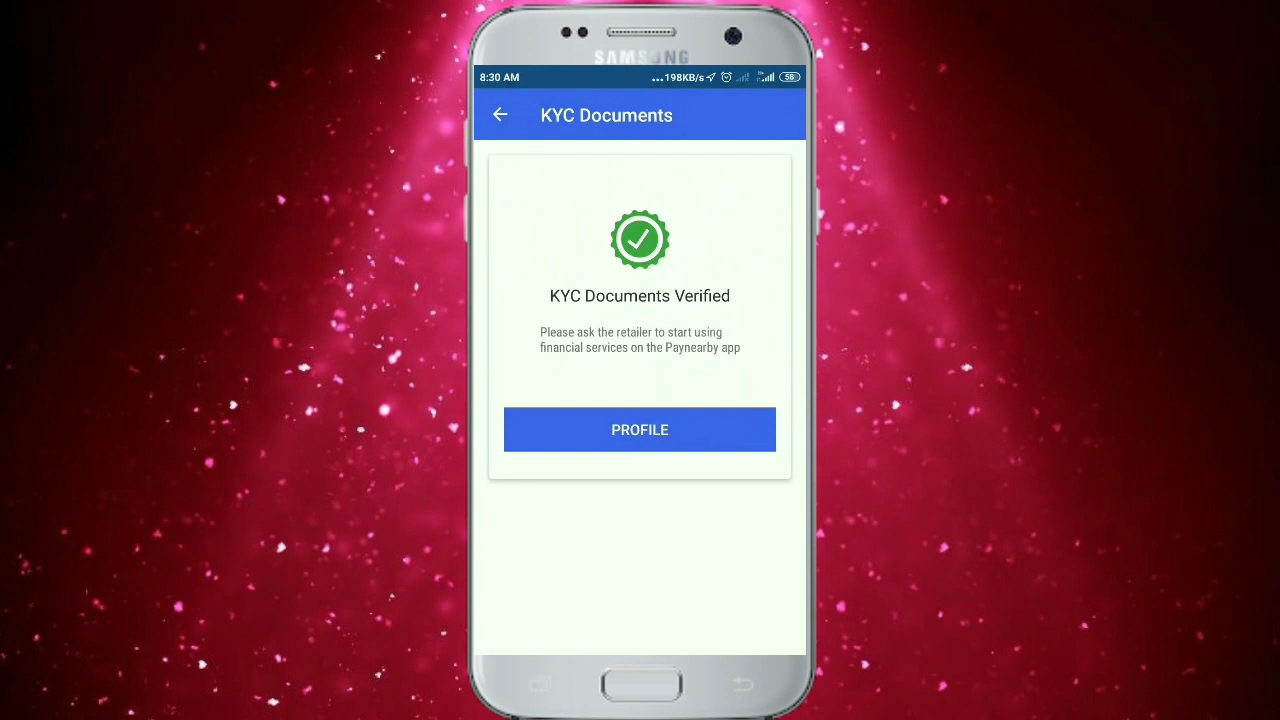 SAMSUNG
8:30 AM
...198KB/s 58
KYC Documents
KYC Documents Verified
Please ask the retailer to start using
financial services on the Paynearby app
PROFILE